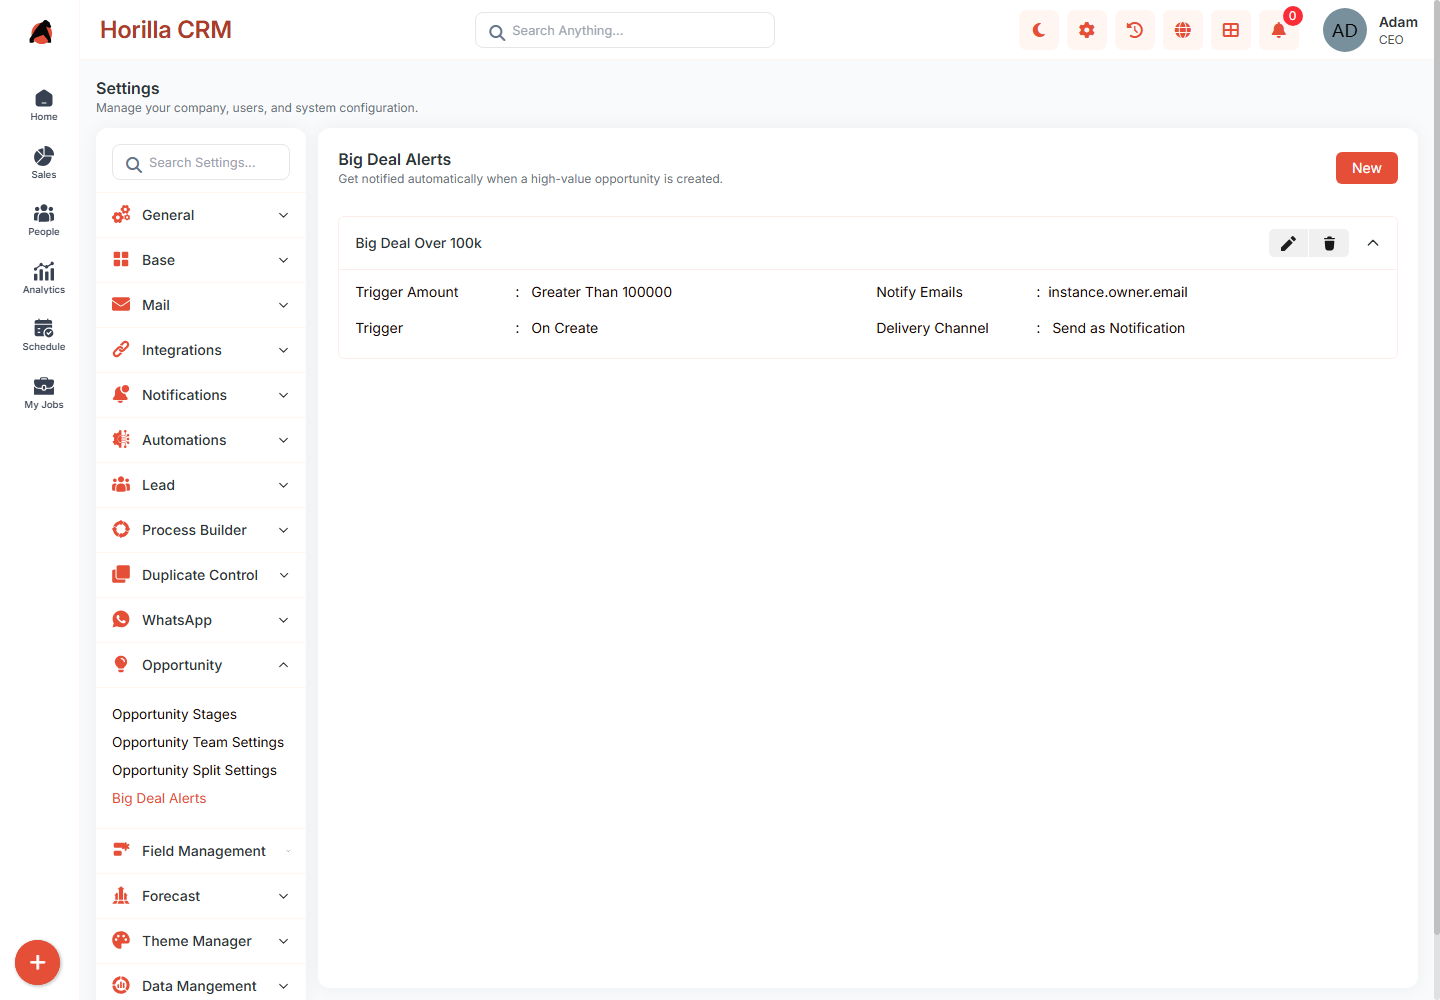 Horilla CRM
Search Anything...
0
AD
Adam
CEO
Home
Sales
People
Analytics
Schedule
My Jobs
Settings
Manage your company, users, and system configuration.
Search Settings...
General
Base
Mail
Integrations
Notifications
Automations
Lead
Process Builder
Duplicate Control
WhatsApp
Opportunity
Opportunity Stages
Opportunity Team Settings
Opportunity Split Settings
Big Deal Alerts
Field Management
Forecast
Theme Manager
Data Mangement
Big Deal Alerts
Get notified automatically when a high-value opportunity is created.
New
Big Deal Over 100k
Trigger Amount : Greater Than 100000
Notify Emails : instance.owner.email
Trigger : On Create
Delivery Channel : Send as Notification